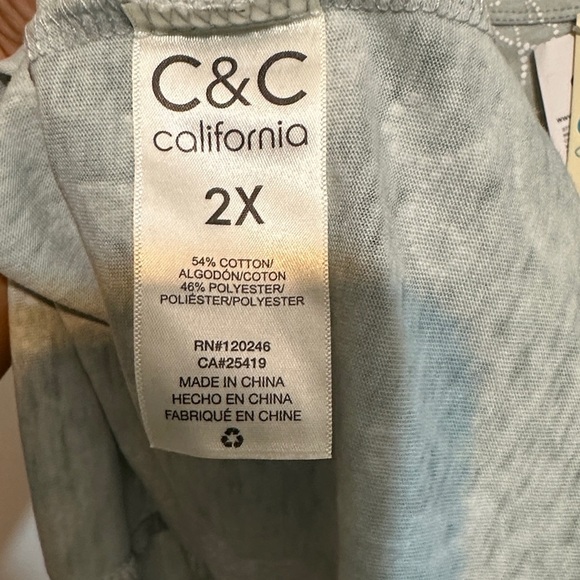 C&C
california
2X
54% COTTON/
ALGODÓN/COTON
46% POLYESTER/
POLIÉSTER/POLYESTER
RN#120246
CA#25419
MADE IN CHINA
HECHO EN CHINA
FABRIQUÉ EN CHINE
www